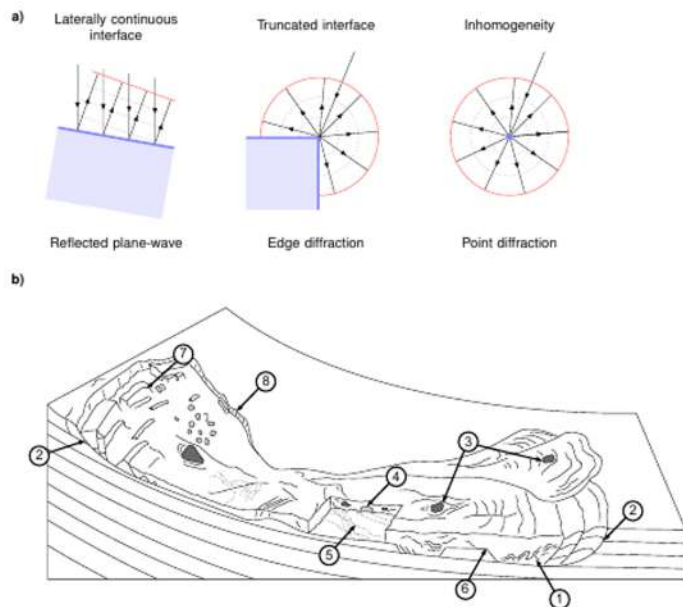 a)
Laterally continuous
interface
Truncated interface
Inhomogeneity
Reflected plane-wave
Edge diffraction
Point diffraction
b)
7
8
2
3
4
2
5
6
1